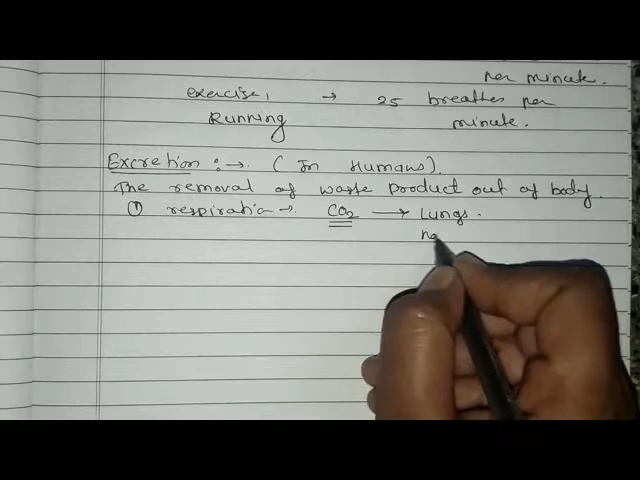 per minute.
exercise, → 25 breathes per
Running minute.
Excretion :→. (In Humans).
The removal of waste product out of body.
① respiration → CO2 → Lungs.